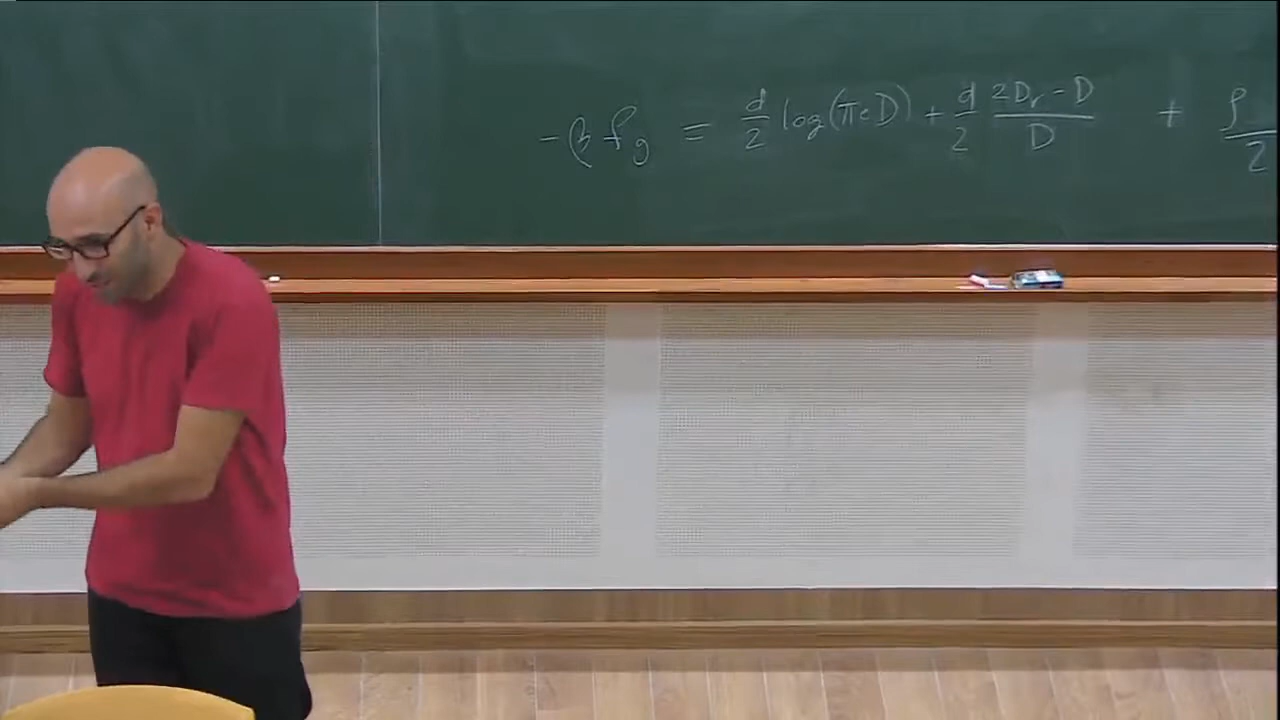 -β f_g = d/2 log(πeD) + d/2 (2D_r - D)/D + ρ/2